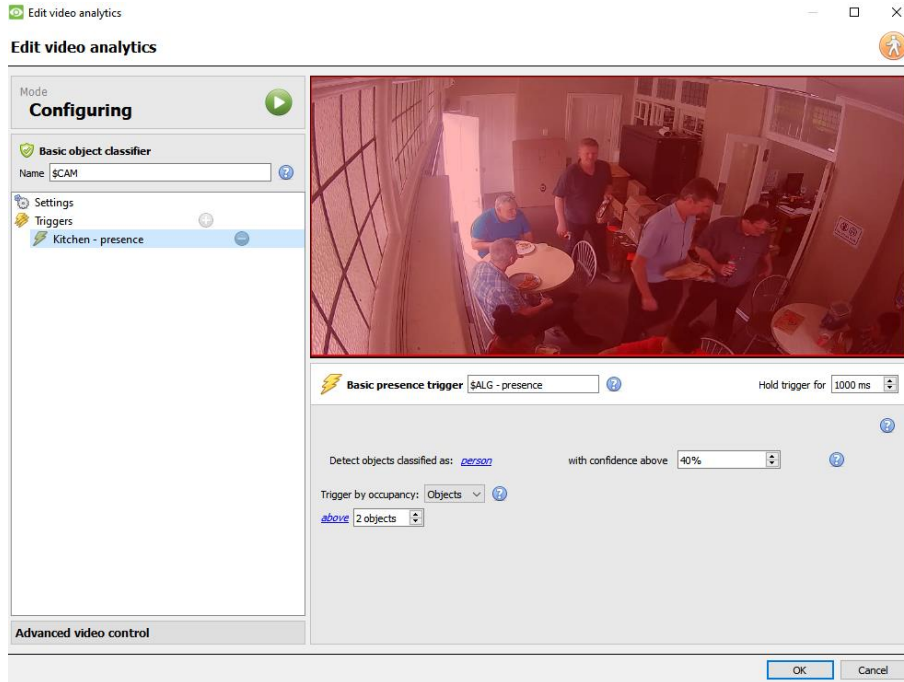 Edit video analytics
Edit video analytics
Mode
Configuring
Basic object classifier
Name $CAM
Settings
Triggers
Kitchen - presence
Advanced video control
Basic presence trigger $ALG - presence Hold trigger for 1000 ms
Detect objects classified as: person with confidence above 40%
Trigger by occupancy: Objects
above 2 objects
OK Cancel